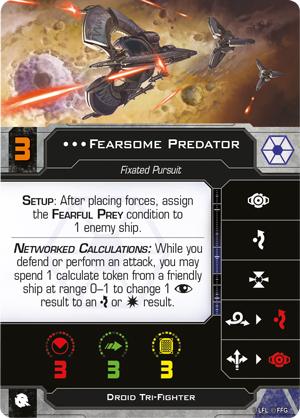 3 •••Fearsome Predator
Fixated Pursuit
Setup: After placing forces, assign
the Fearful Prey condition to
1 enemy ship.
Networked Calculations: While you
defend or perform an attack, you may
spend 1 calculate token from a friendly
ship at range 0–1 to change 1
result to an or result.
3 3 3
Droid Tri-Fighter
LFL ©FFG